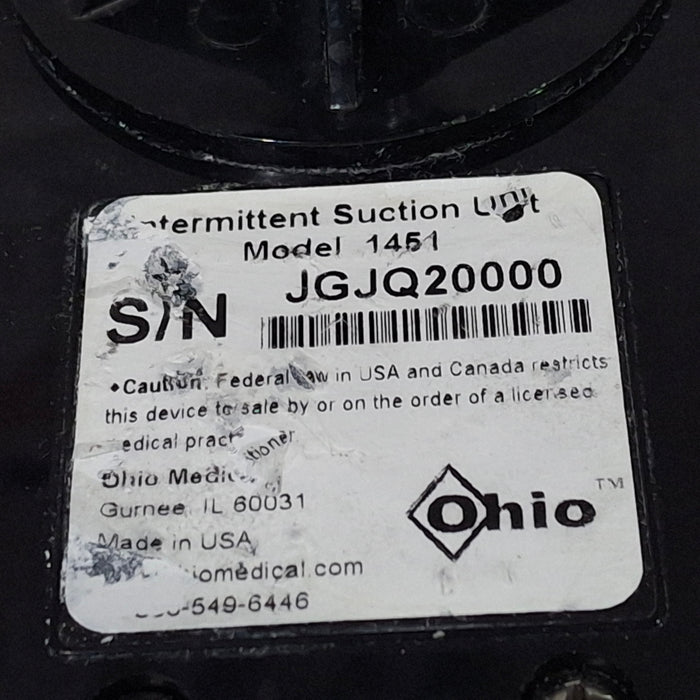 Intermittent Suction Unit
Model 1451
S/N JGJQ20000
•Caution: Federal law in USA and Canada restricts
this device to sale by or on the order of a licensed
medical practitioner
Ohio Medical
Gurnee, IL 60031
Made in USA
iomedical.com
549-6446
Ohio™